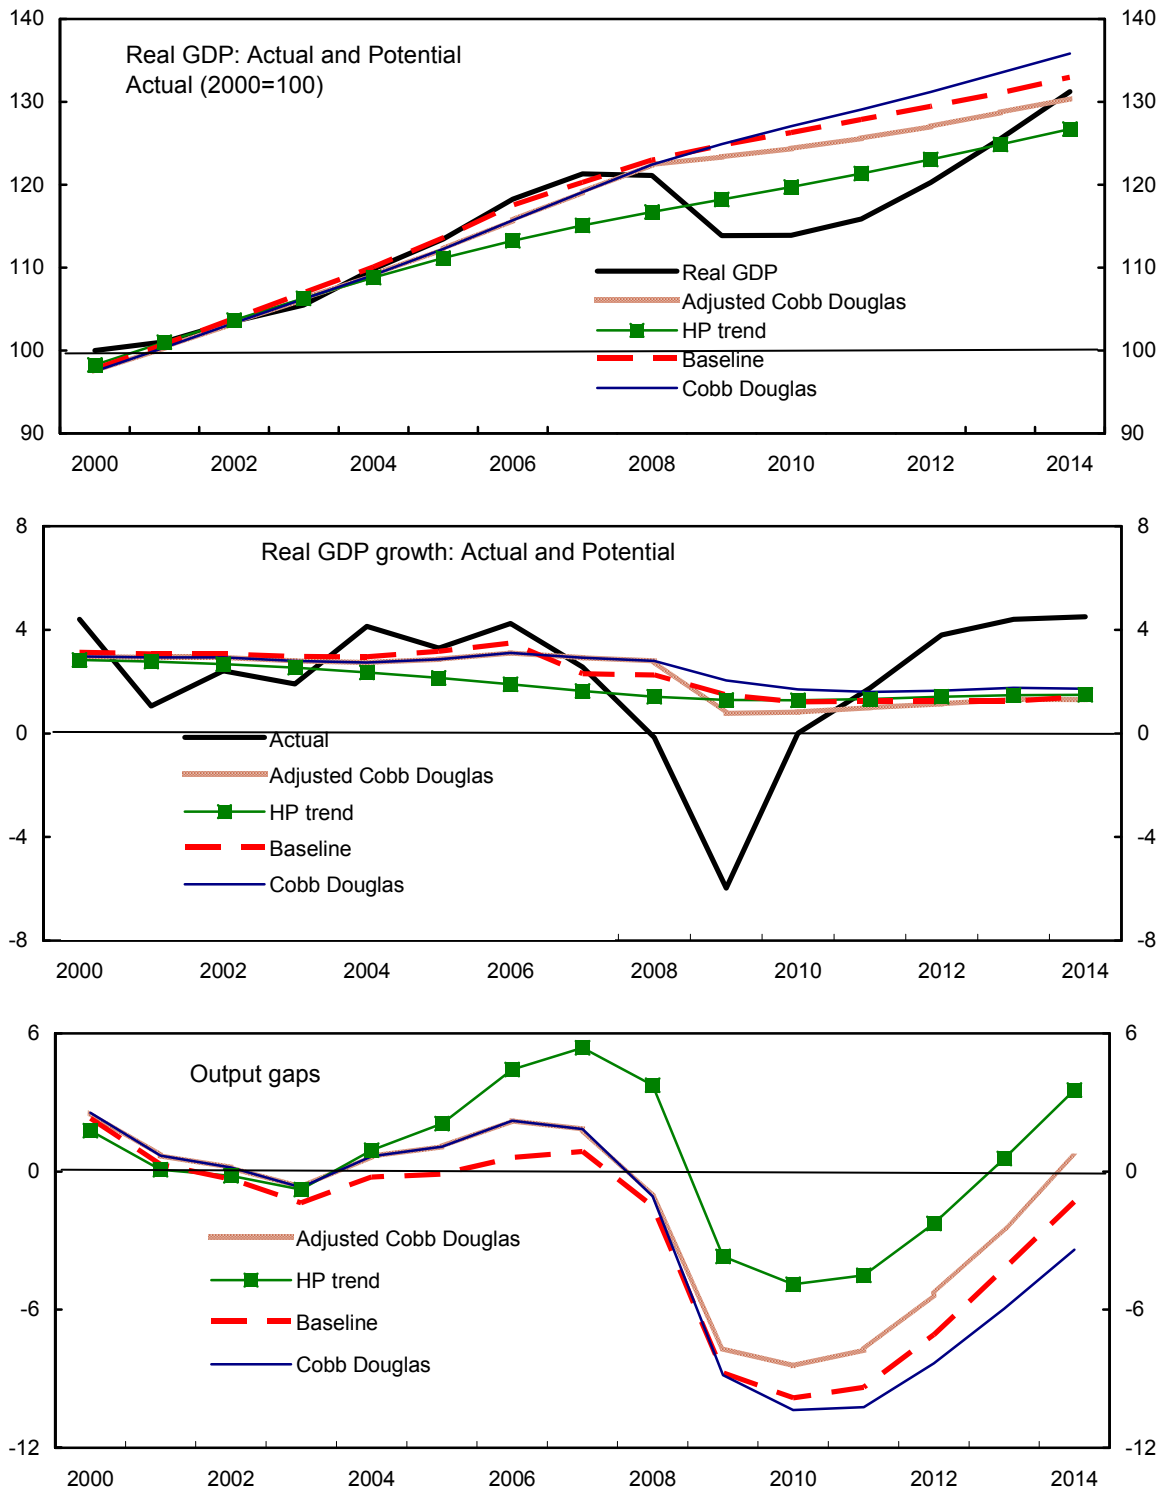 140 140
Real GDP: Actual and Potential
Actual (2000=100)
130 130
120 120
110 110
Real GDP
Adjusted Cobb Douglas
HP trend
100 100
Baseline
Cobb Douglas
90 90
2000 2002 2004 2006 2008 2010 2012 2014
8 8
Real GDP growth: Actual and Potential
4 4
0 0
Actual
Adjusted Cobb Douglas
HP trend
-4 -4
Baseline
Cobb Douglas
-8 -8
2000 2002 2004 2006 2008 2010 2012 2014
6 6
Output gaps
0 0
Adjusted Cobb Douglas
HP trend
-6 -6
Baseline
Cobb Douglas
-12 -12
2000 2002 2004 2006 2008 2010 2012 2014